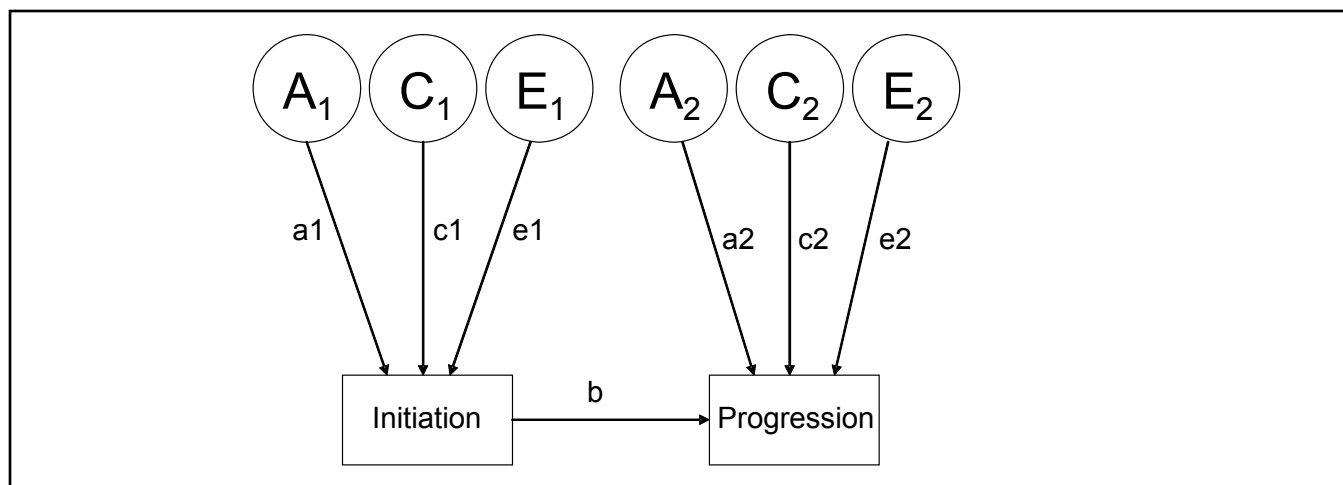 A₁ C₁ E₁ A₂ C₂ E₂
a1 c1 e1 a2 c2 e2
b
Initiation Progression